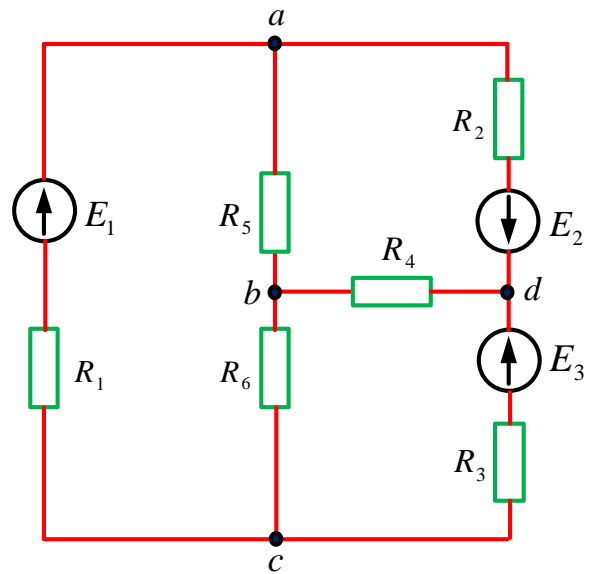 a
R₂
E₁
R₅
E₂
R₄
b
d
R₁
R₆
E₃
R₃
c